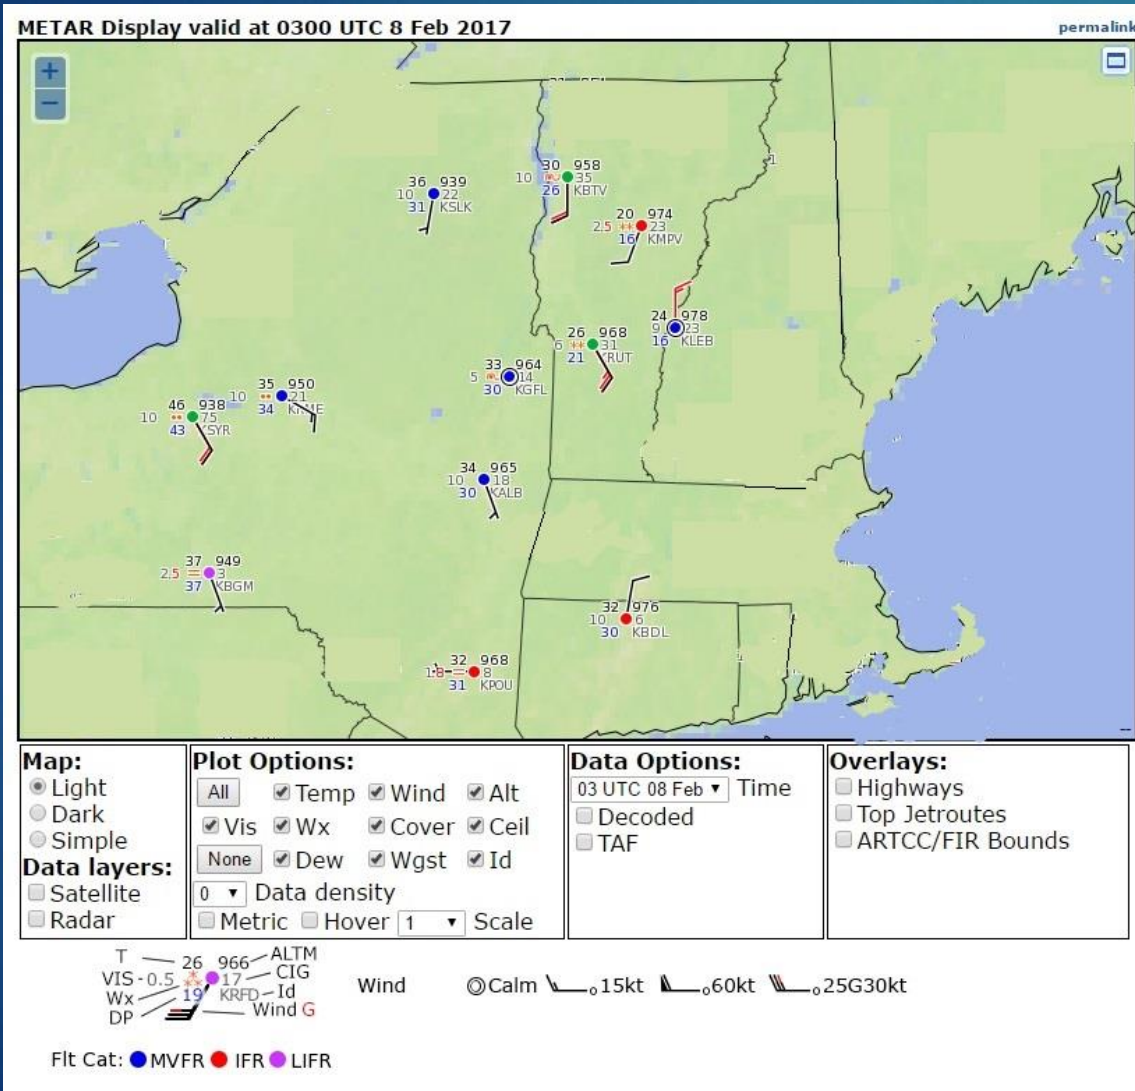 METAR Display valid at 0300 UTC 8 Feb 2017
permalink
+
−
30 958
10 35
26 KBTV
36 939
10 22
31 KSLK
20 974
2.5 23
16 KMPV
24 978
9 23
16 KLEB
26 968
6 31
21 KRUT
33 964
5 14
30 KGFL
35 950
10 21
34 KRME
46 938
10 75
43 KSYR
34 965
10 18
30 KALB
37 949
2.5 3
37 KBGM
32 976
10 6
30 KBDL
32 968
8
31 KPOU
Map:
Light
Dark
Simple
Data layers:
Satellite
Radar
Plot Options:
All Temp Wind Alt
Vis Wx Cover Ceil
None Dew Wgst Id
0 Data density
Metric Hover 1 Scale
Data Options:
03 UTC 08 Feb Time
Decoded
TAF
Overlays:
Highways
Top Jetroutes
ARTCC/FIR Bounds
T 26 966 ALTM
VIS - 0.5 17 CIG
Wx 19 KRFD Id
DP Wind G
Wind Calm 15kt 60kt 25G30kt
Flt Cat: MVFR IFR LIFR